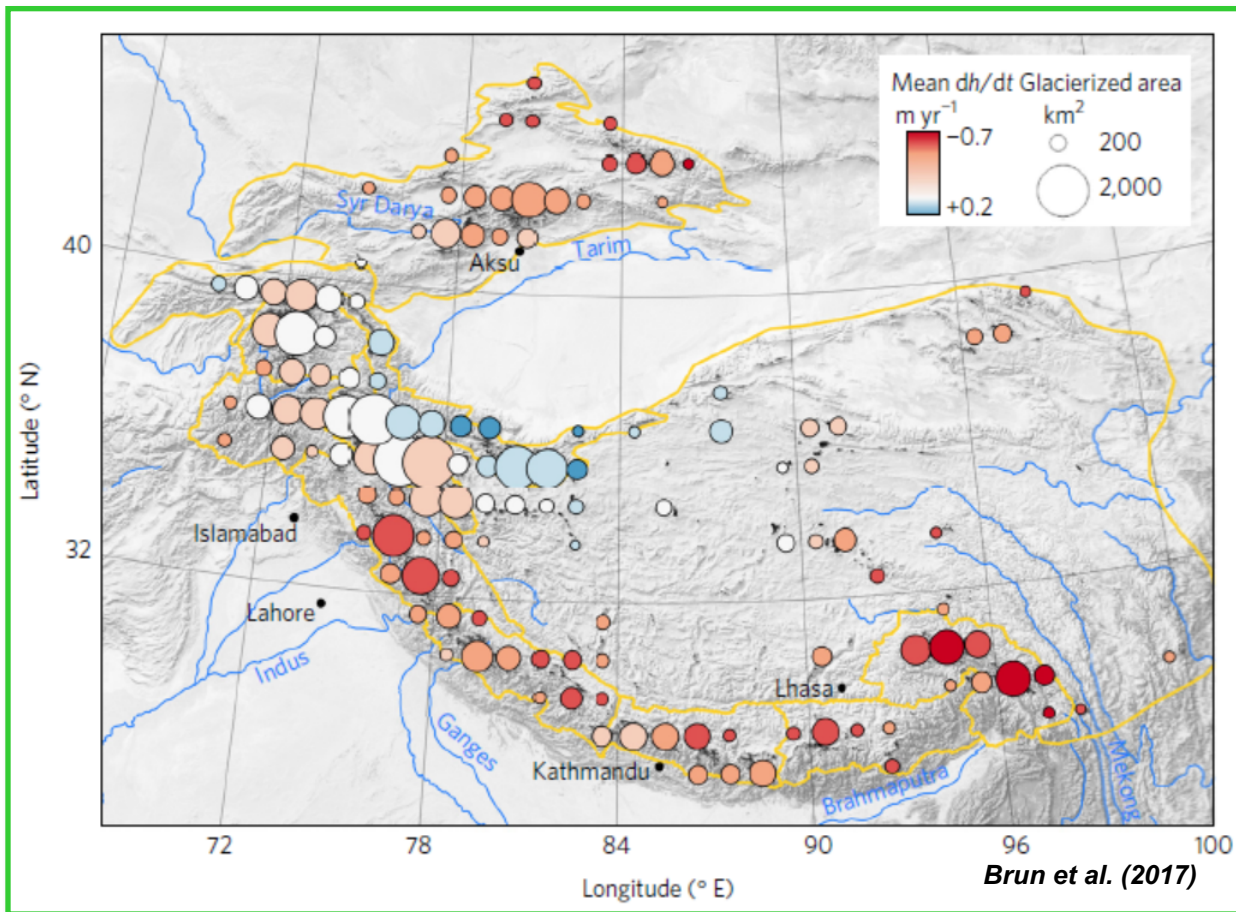 Mean dh/dt Glacierized area
m yr⁻¹
km²
−0.7
+0.2
200
2,000
Syr Darya
40
Aksu
Tarim
Latitude (° N)
Islamabad
32
Lahore
Indus
Lhasa
Ganges
Kathmandu
Brahmaputra
Mekong
72
78
84
90
96
100
Longitude (° E)
Brun et al. (2017)